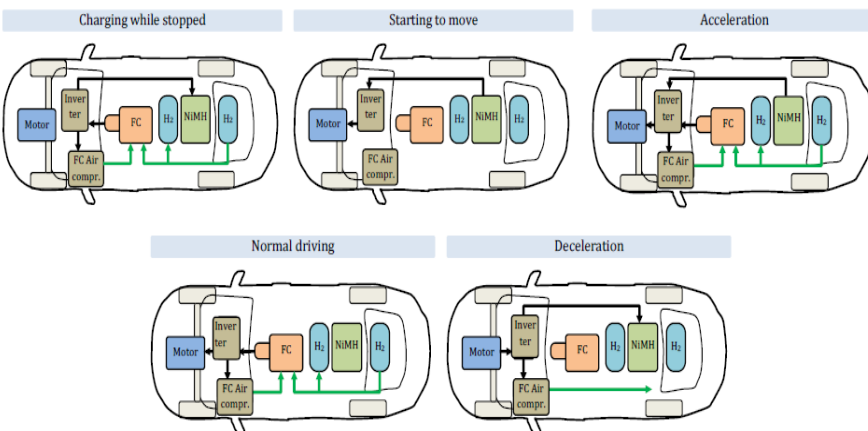 Charging while stopped
Starting to move
Acceleration
Motor
Inver
ter
FC
H₂
NiMH
H₂
FC Air
compr.
Motor
Inver
ter
FC
H₂
NiMH
H₂
FC Air
compr.
Motor
Inver
ter
FC
H₂
NiMH
H₂
FC Air
compr.
Normal driving
Deceleration
Motor
Inver
ter
FC
H₂
NiMH
H₂
FC Air
compr.
Motor
Inver
ter
FC
H₂
NiMH
H₂
FC Air
compr.